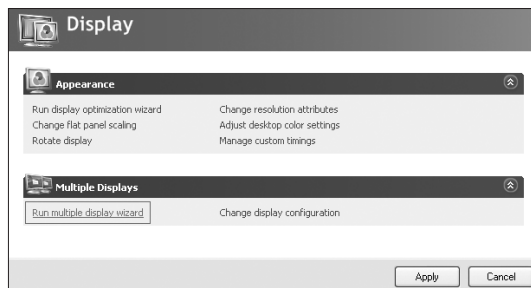 Display
Appearance
Run display optimization wizard Change resolution attributes
Change flat panel scaling Adjust desktop color settings
Rotate display Manage custom timings
Multiple Displays
Run multiple display wizard Change display configuration
Apply Cancel